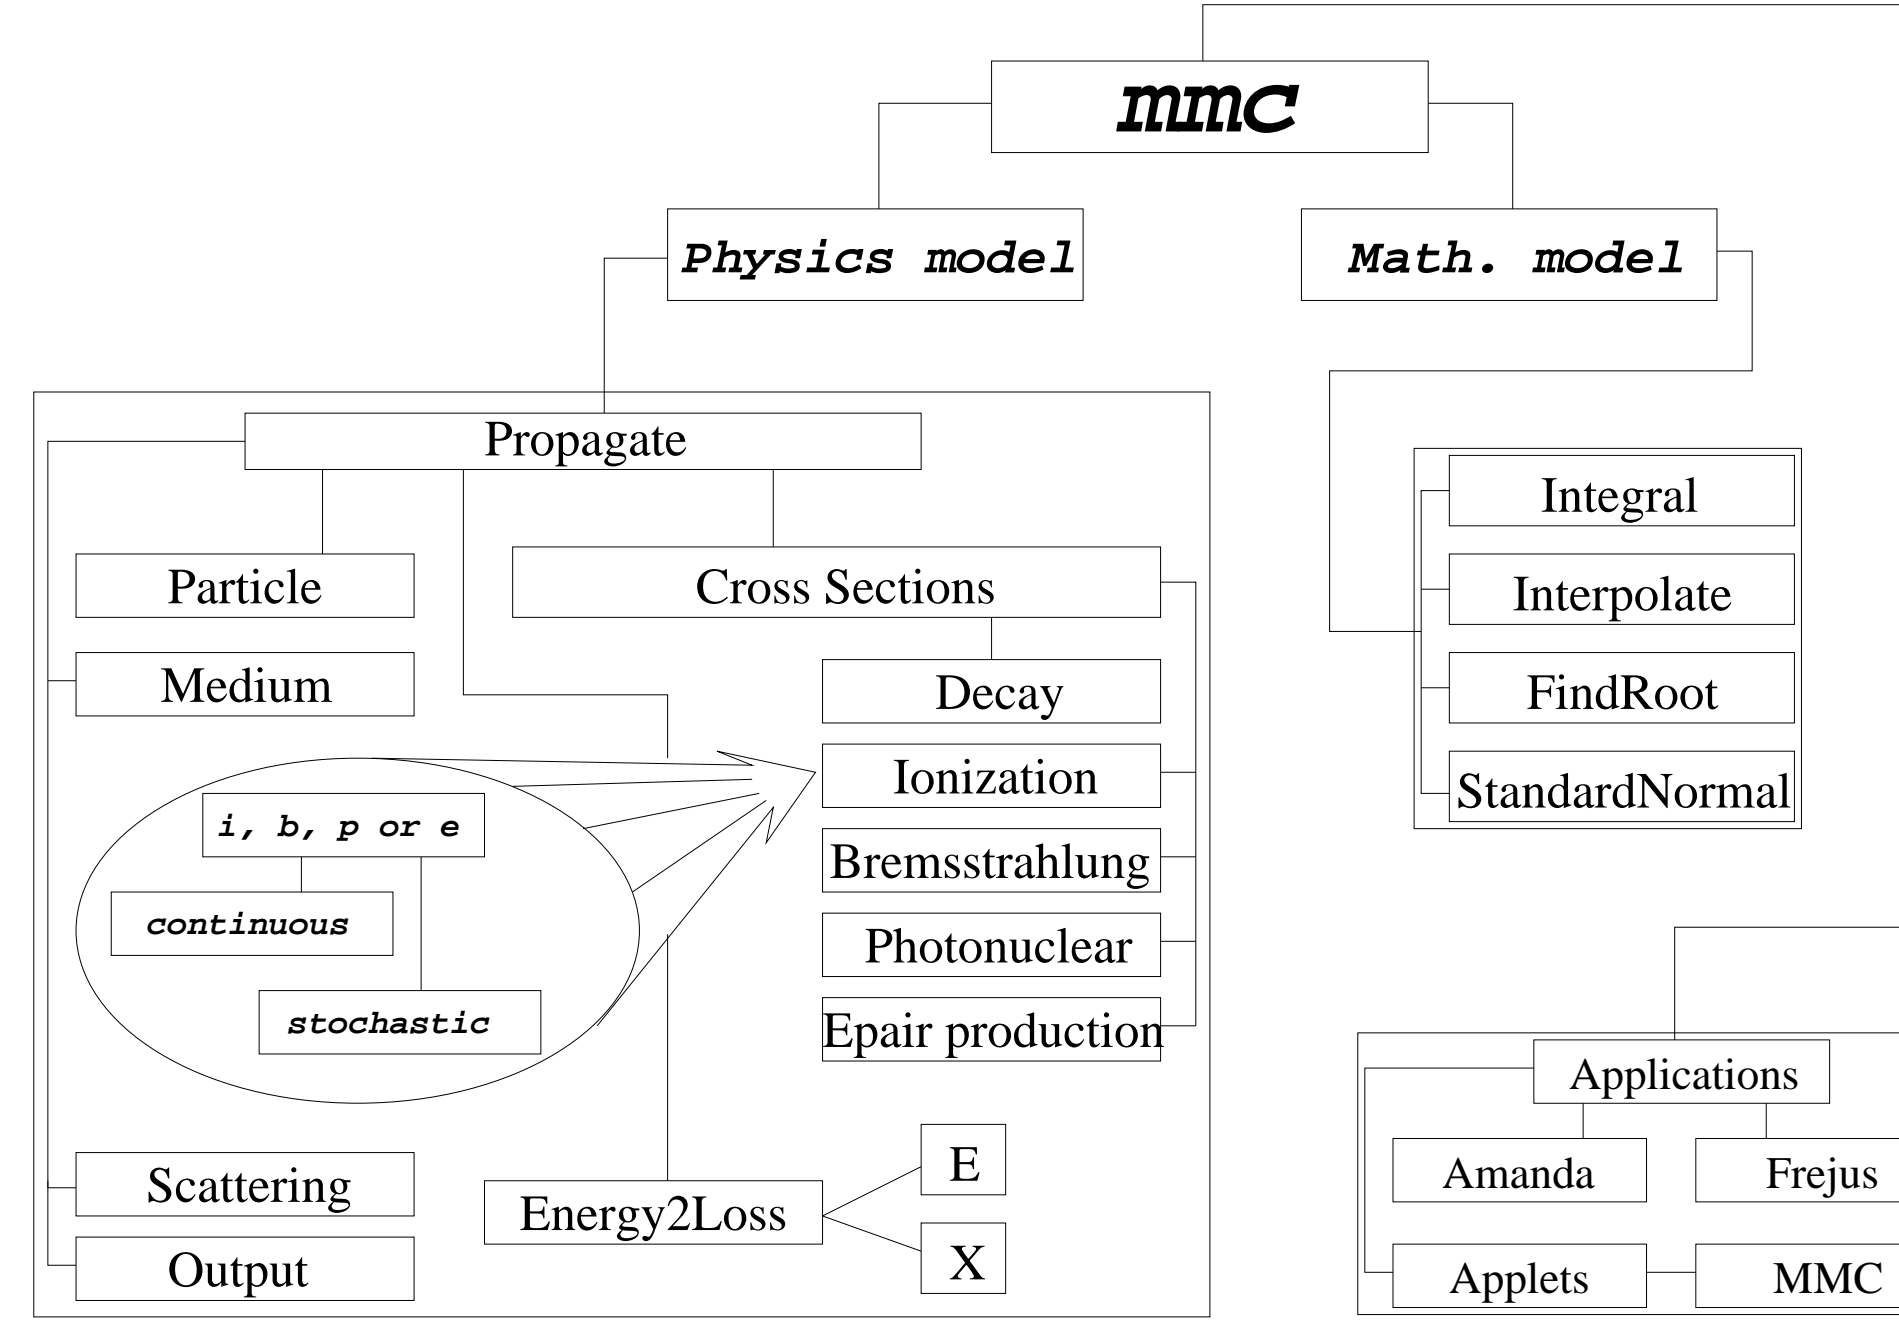 mmc
Physics model
Math. model
Propagate
Particle
Medium
Cross Sections
Decay
Ionization
Bremsstrahlung
Photonuclear
Epair production
i, b, p or e
continuous
stochastic
Scattering
Output
Energy2Loss
E
X
Integral
Interpolate
FindRoot
StandardNormal
Applications
Amanda
Frejus
Applets
MMC